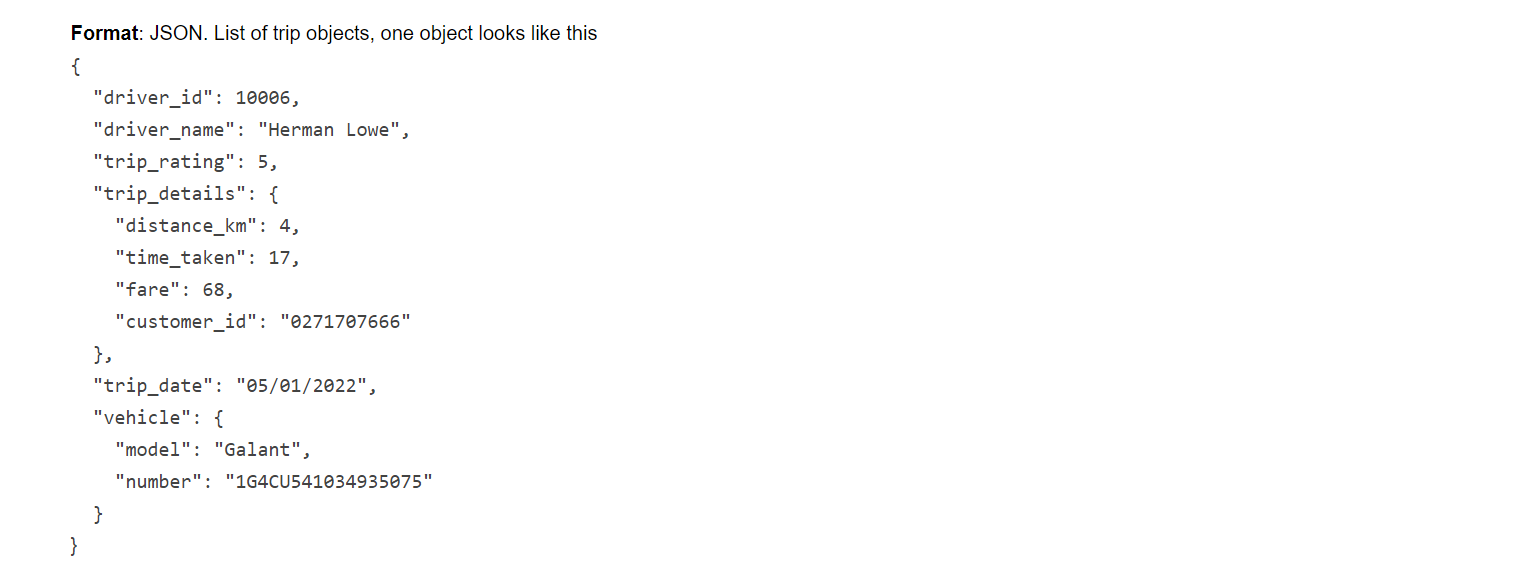 Format: JSON. List of trip objects, one object looks like this
{
  "driver_id": 10006,
  "driver_name": "Herman Lowe",
  "trip_rating": 5,
  "trip_details": {
    "distance_km": 4,
    "time_taken": 17,
    "fare": 68,
    "customer_id": "0271707666"
  },
  "trip_date": "05/01/2022",
  "vehicle": {
    "model": "Galant",
    "number": "1G4CU541034935075"
  }
}